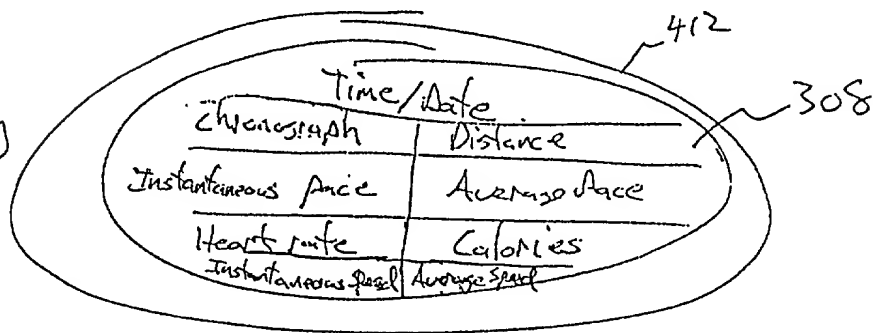 412
Time/Date
308
Chronograph Distance
Instantaneous Pace Average Pace
Heart rate Calories
Instantaneous Speed Average Speed